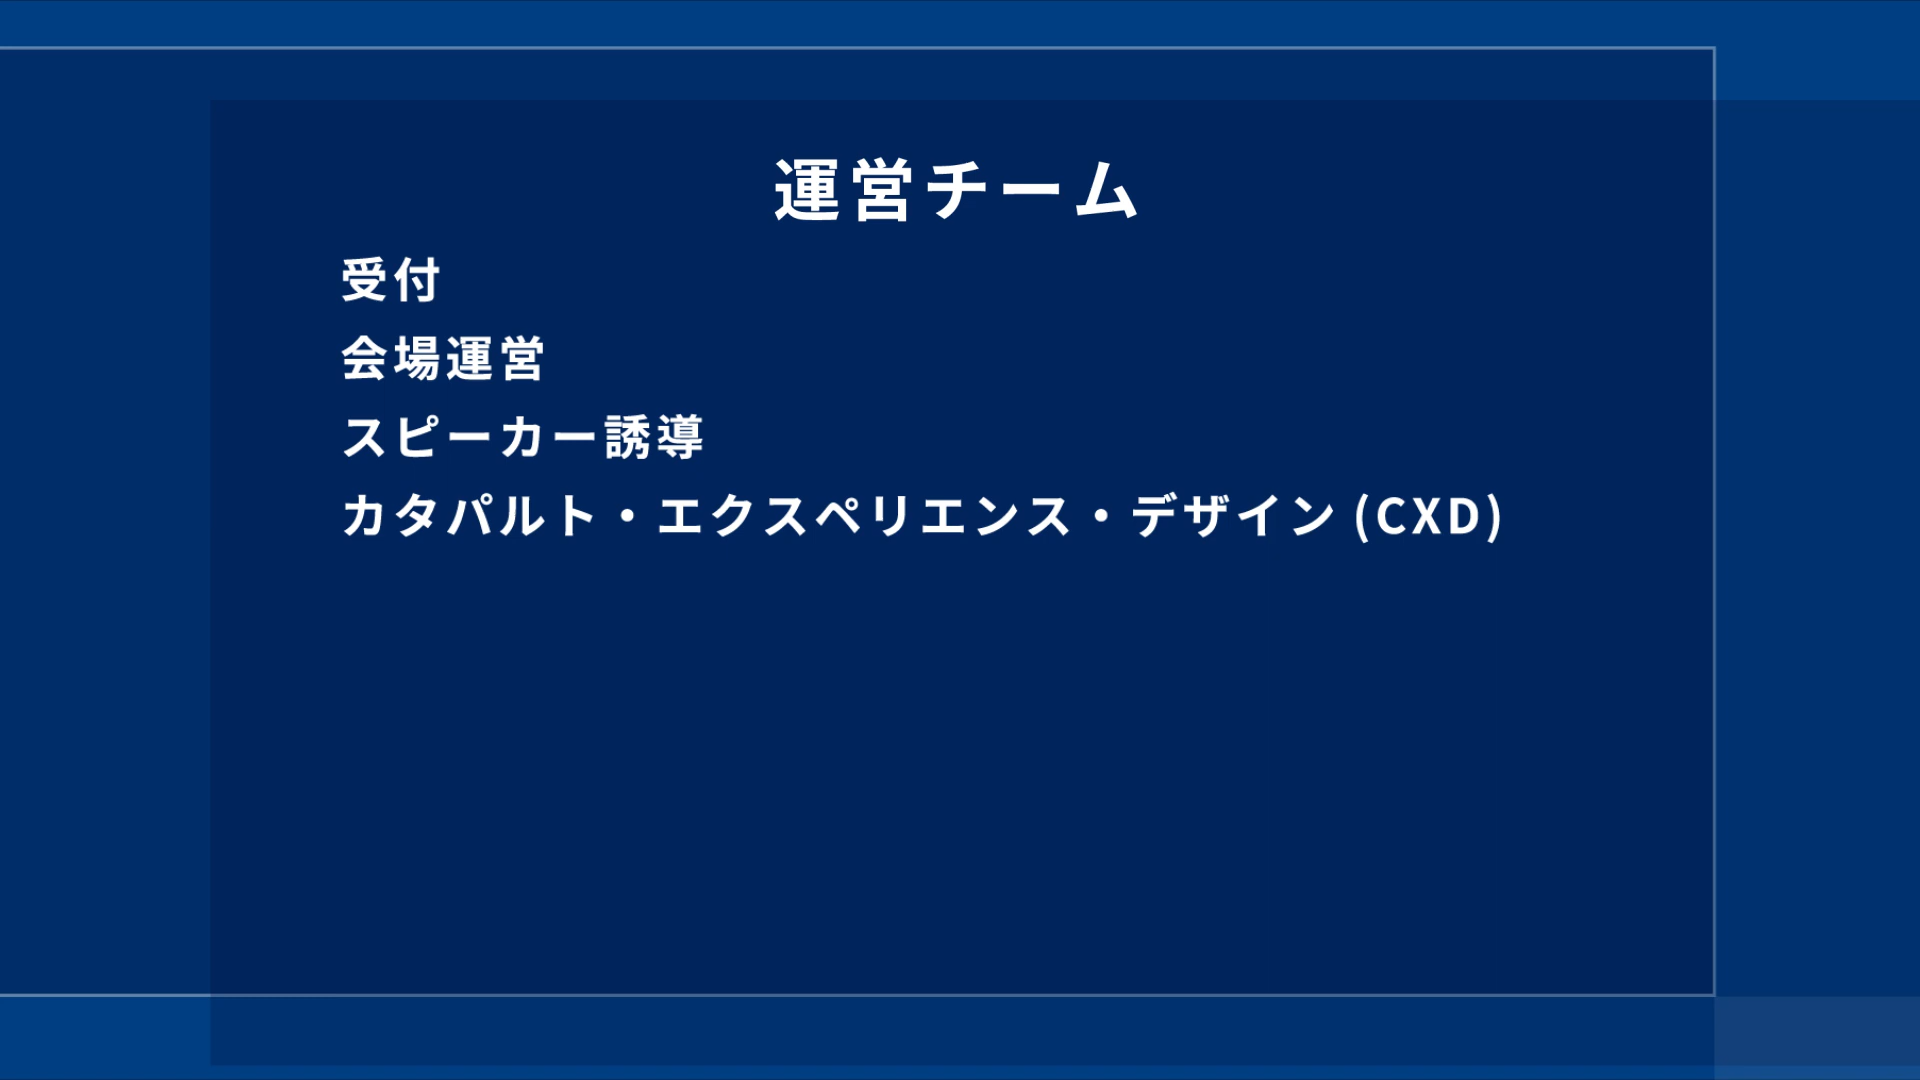 運営チーム
受付
会場運営
スピーカー誘導
カタパルト・エクスペリエンス・デザイン (CXD)